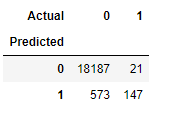 Actual 0 1
Predicted
0 18187 21
1 573 147